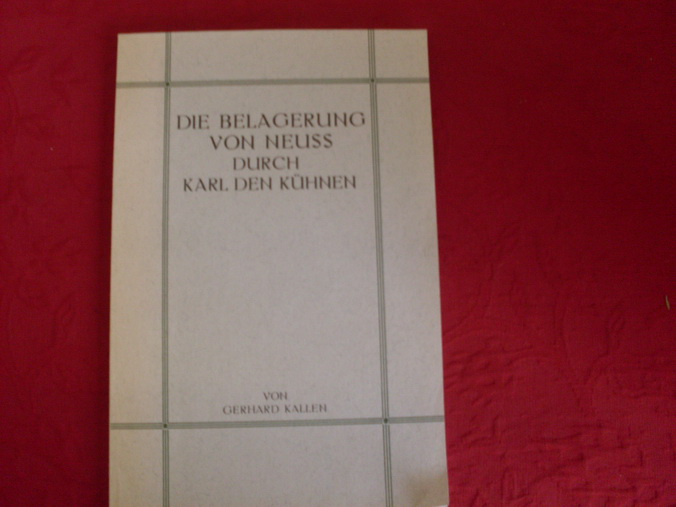 DIE BELAGERUNG
VON NEUSS
DURCH
KARL DEN KÜHNEN
VON
GERHARD KALLEN